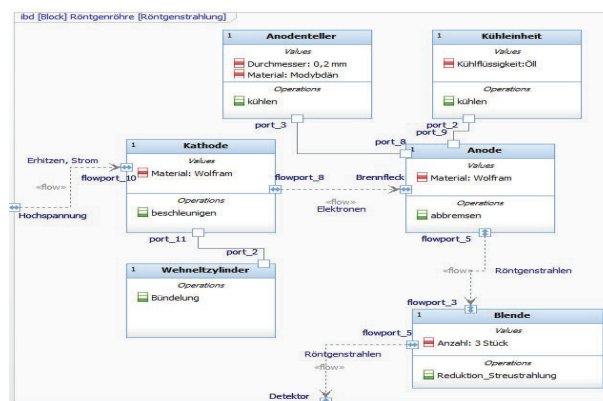 ibd [Block] Röntgenröhre [Röntgenstrahlung]
1 Anodenteller
Values
Durchmesser: 0,2 mm
Material: Modybdän
Operations
kühlen
port_3
1 Kühleinheit
Values
Kühlflüssigkeit:Öll
Operations
kühlen
port_2
port_9
port_8
Erhitzen, Strom
«flow»
flowport_10
Hochspannung
1 Kathode
Values
Material: Wolfram
Operations
beschleunigen
port_11
flowport_8
Brennfleck
«flow»
Elektronen
1 Anode
Values
Material: Wolfram
Operations
abbremsen
flowport_5
port_2
1 Wehneltzylinder
Operations
Bündelung
«flow»
Röntgenstrahlen
flowport_3
1 Blende
Values
Anzahl: 3 Stück
Operations
Reduktion_Streustrahlung
flowport_5
Röntgenstrahlen
«flow»
Detektor